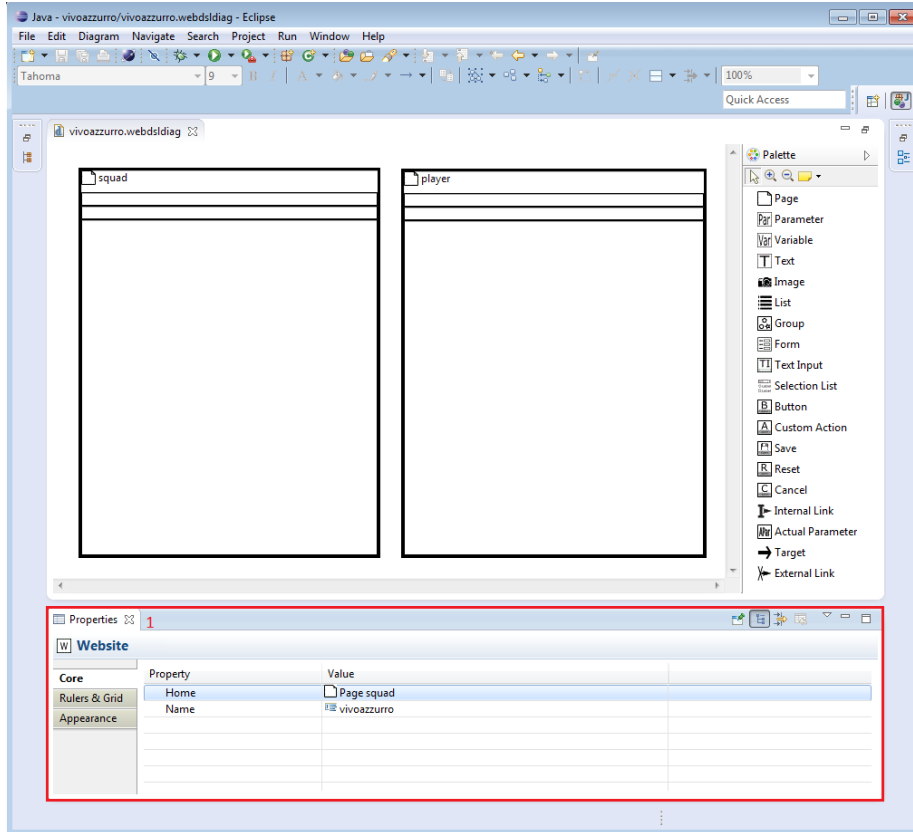 Java - vivoazzurro/vivoazzurro.webdsldiag - Eclipse
File Edit Diagram Navigate Search Project Run Window Help
Tahoma 9 B I A 100%
Quick Access
vivoazzurro.webdsldiag
squad
player
Palette
Page
Par Parameter
Var Variable
T Text
Image
List
Group
Form
TI Text Input
Selection List
B Button
A Custom Action
Save
R Reset
C Cancel
I Internal Link
Actual Parameter
Target
External Link
Properties 1
W Website
Core
Rulers & Grid
Appearance
Property Value
Home Page squad
Name vivoazzurro